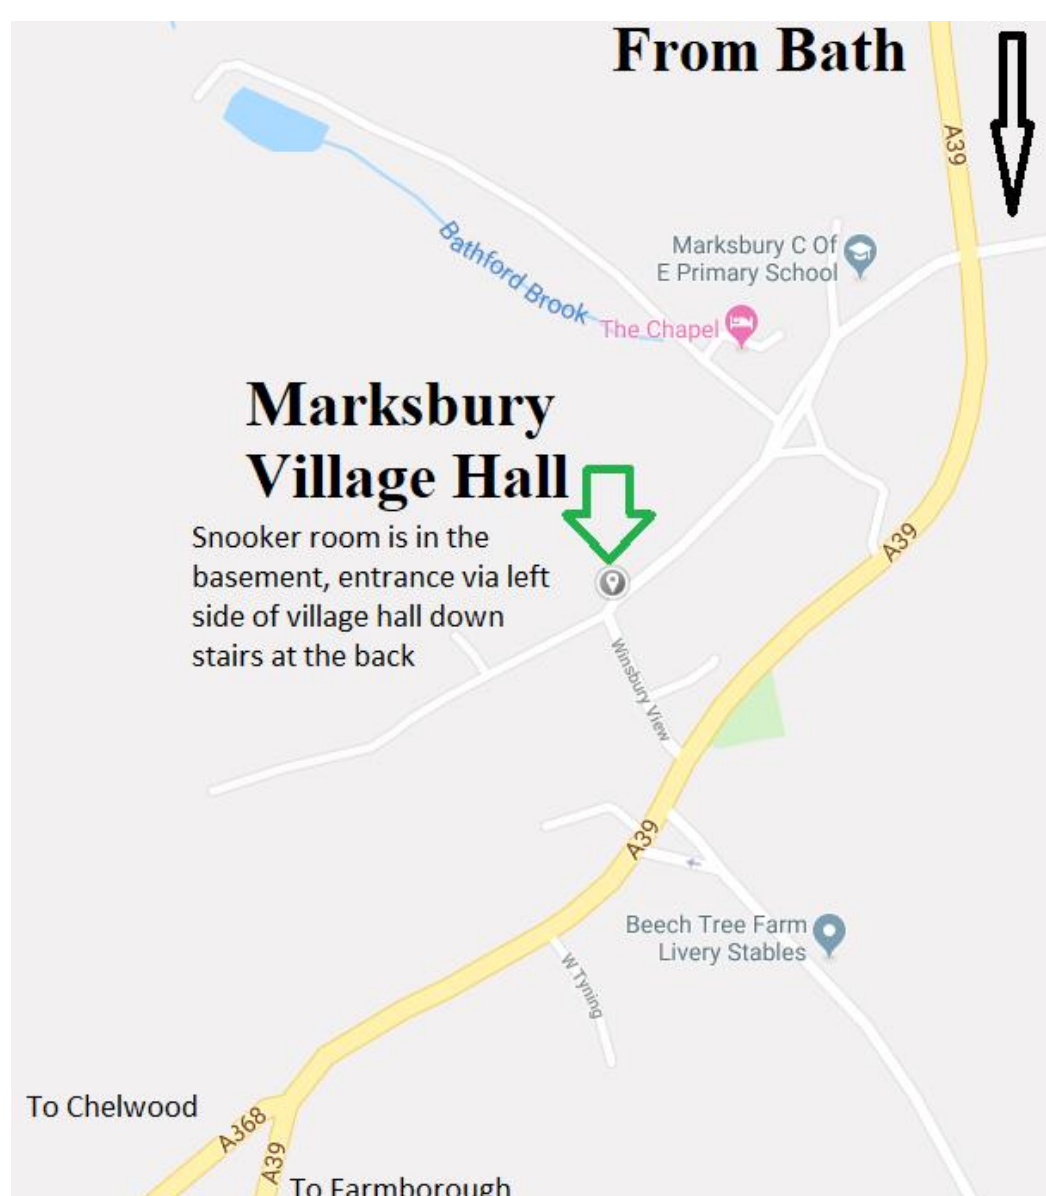 From Bath
A39
Marksbury C Of
E Primary School
Bathford Brook
The Chapel
Marksbury
Village Hall
Snooker room is in the
basement, entrance via left
side of village hall down
stairs at the back
A39
Winsbury View
A39
Beech Tree Farm
Livery Stables
W Tyning
To Chelwood
A368
A39
To Farmborough